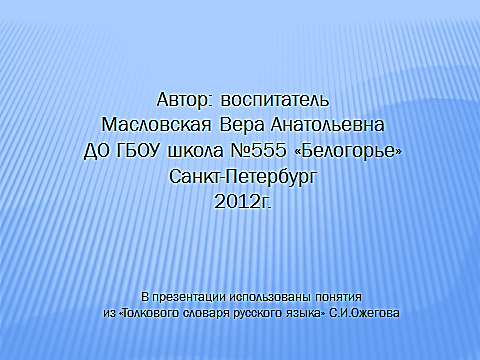 Автор: воспитатель
Масловская Вера Анатольевна
ДО ГБОУ школа №555 «Белогорье»
Санкт-Петербург
2012г.
В презентации использованы понятия
из «Толкового словаря русского языка» С.И.Ожегова